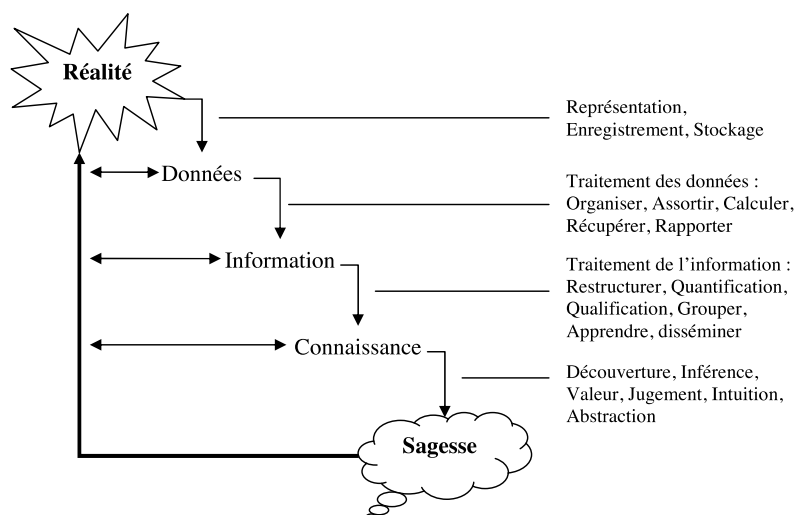 Réalité
Représentation,
Enregistrement, Stockage
Données
Traitement des données :
Organiser, Assortir, Calculer,
Récupérer, Rapporter
Information
Traitement de l’information :
Restructurer, Quantification,
Qualification, Grouper,
Apprendre, disséminer
Connaissance
Découverture, Inférence,
Valeur, Jugement, Intuition,
Abstraction
Sagesse